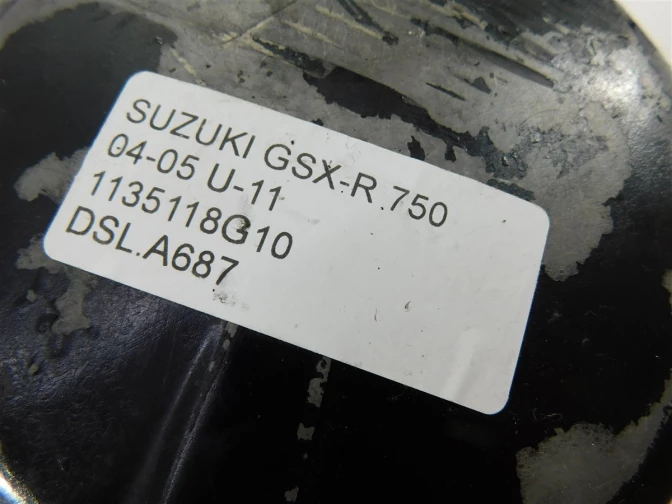 SUZUKI GSX-R 750
04-05 U-11
1135118G10
DSL.A687